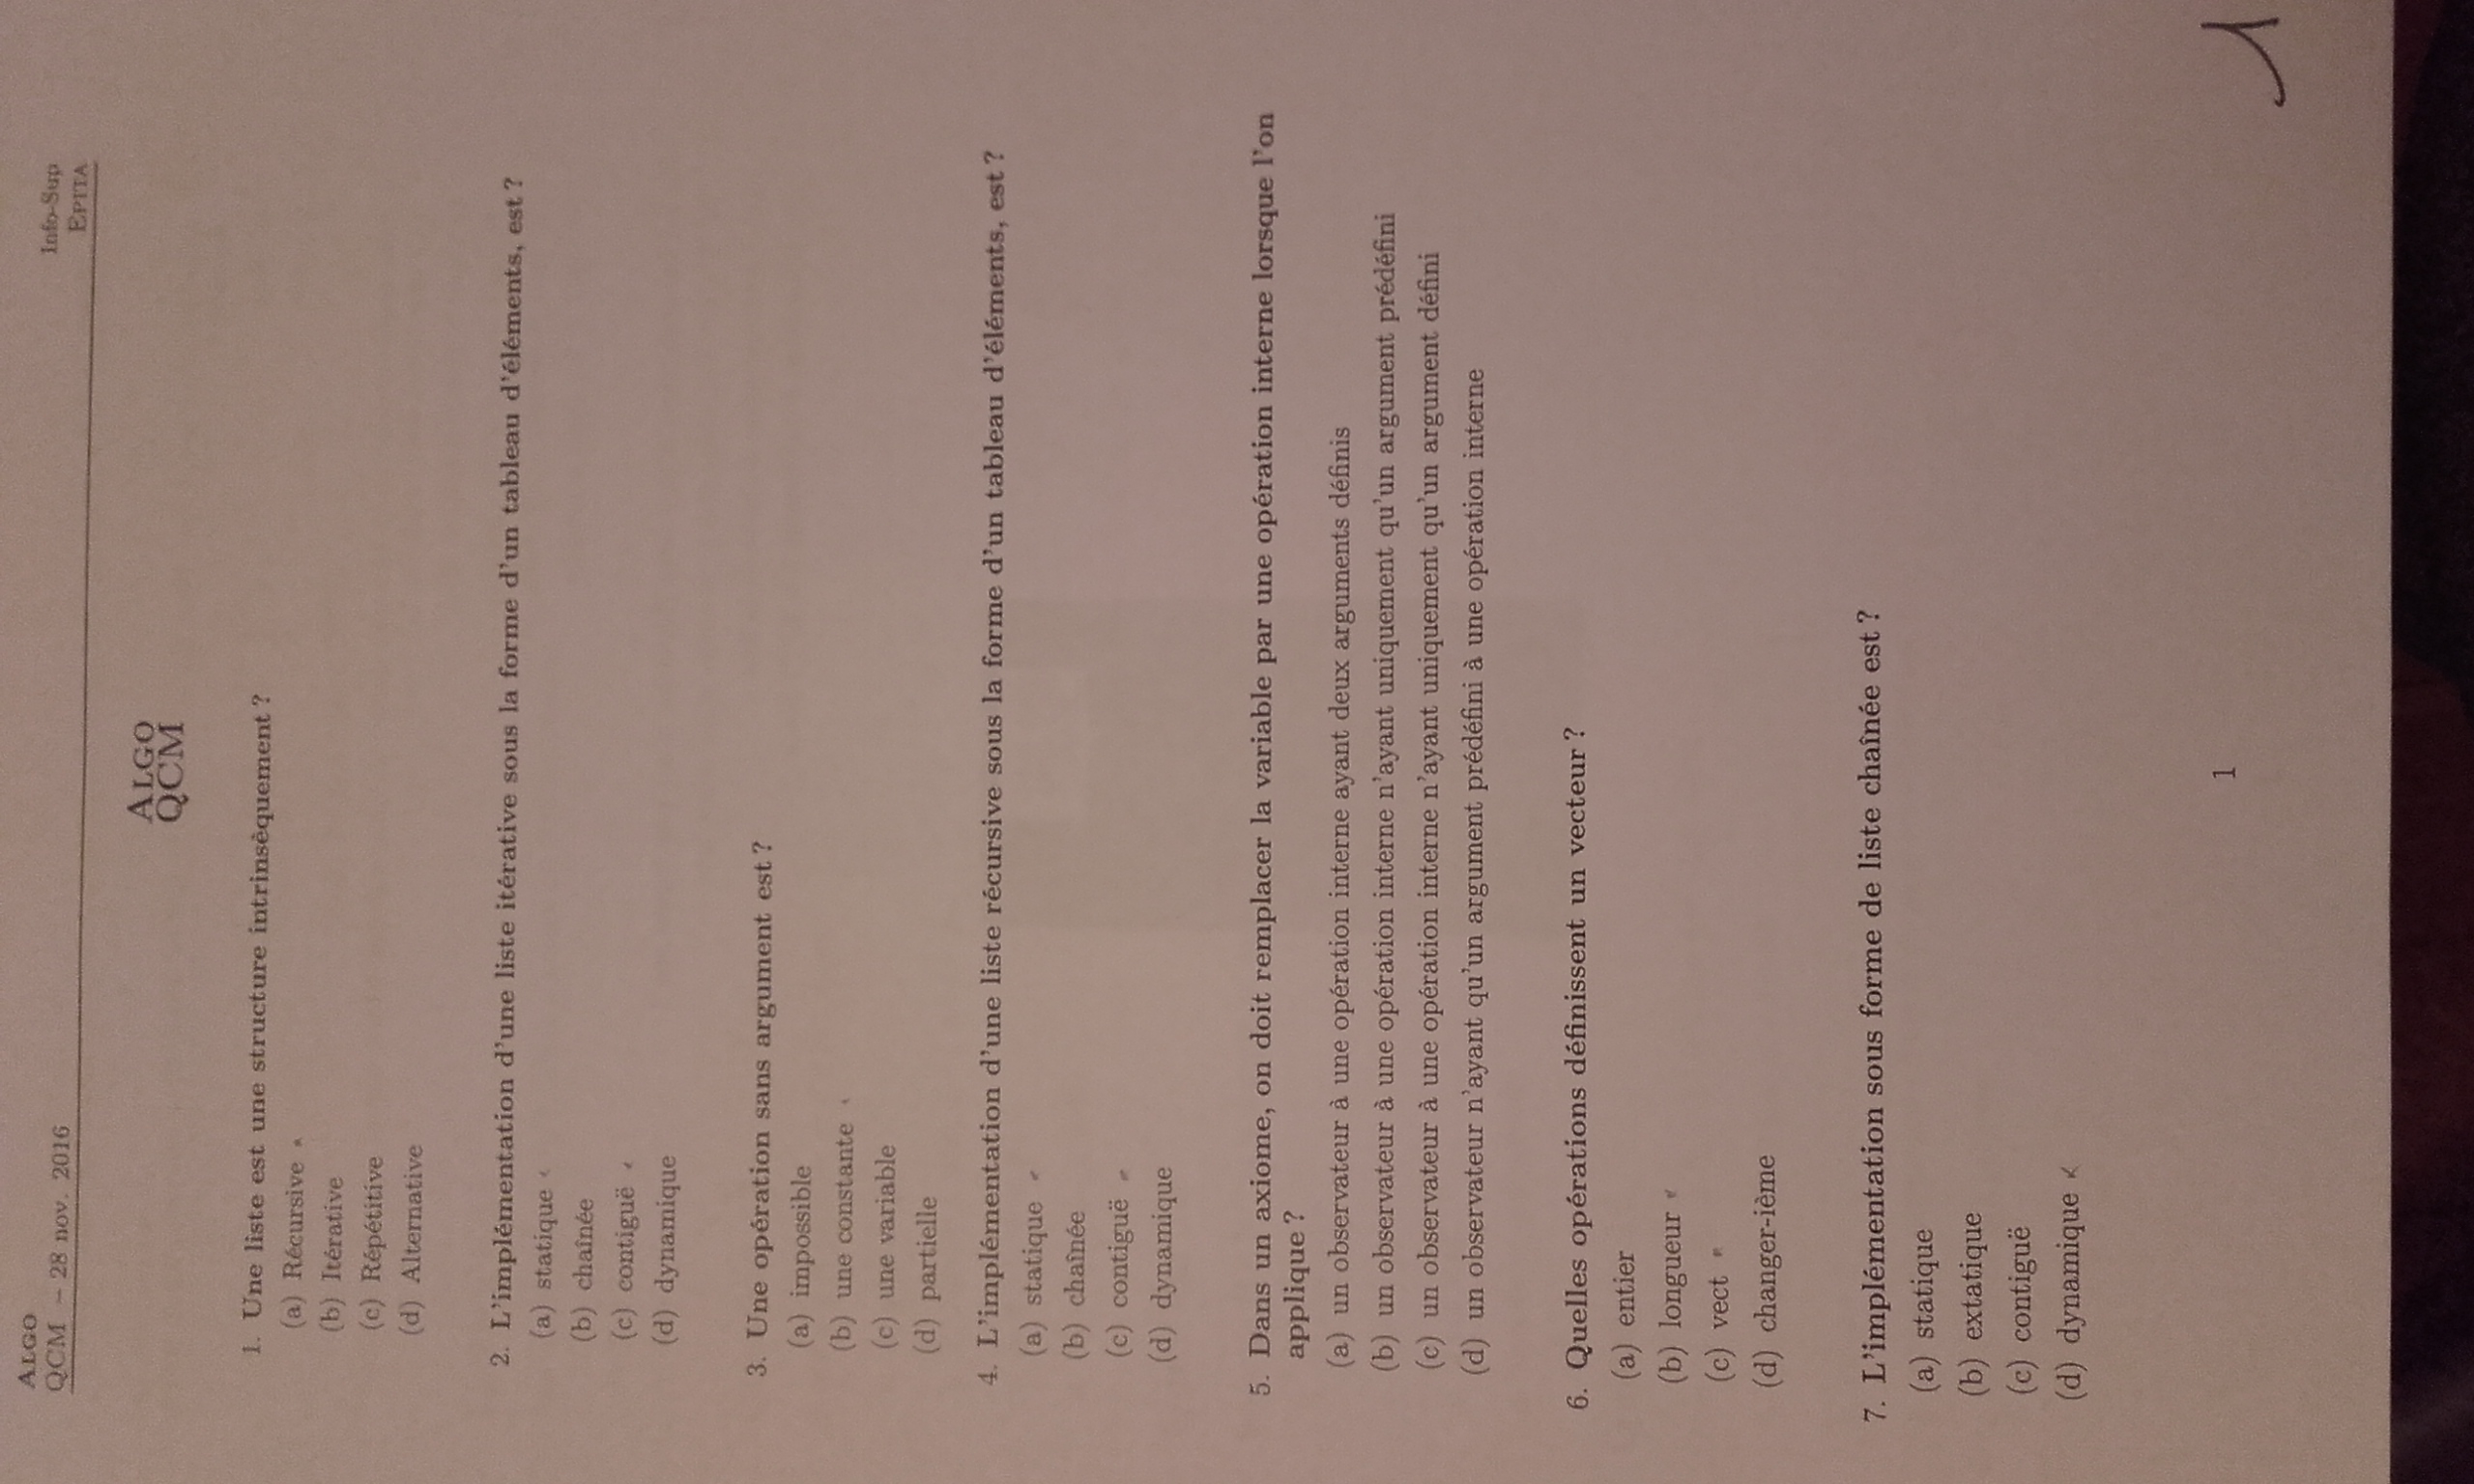 ALGO
QCM – 28 nov. 2016
Info-Sup
EPITA
ALGO
QCM
1. Une liste est une structure intrinsèquement ?
(a) Récursive
(b) Itérative
(c) Répétitive
(d) Alternative
2. L'implémentation d'une liste itérative sous la forme d'un tableau d'éléments, est ?
(a) statique
(b) chaînée
(c) contiguë
(d) dynamique
3. Une opération sans argument est ?
(a) impossible
(b) une constante
(c) une variable
(d) partielle
4. L'implémentation d'une liste récursive sous la forme d'un tableau d'éléments, est ?
(a) statique
(b) chaînée
(c) contiguë
(d) dynamique
5. Dans un axiome, on doit remplacer la variable par une opération interne lorsque l'on
applique ?
(a) un observateur à une opération interne ayant deux arguments définis
(b) un observateur à une opération interne n'ayant uniquement qu'un argument prédéfini
(c) un observateur à une opération interne n'ayant uniquement qu'un argument défini
(d) un observateur n'ayant qu'un argument prédéfini à une opération interne
6. Quelles opérations définissent un vecteur ?
(a) entier
(b) longueur
(c) vect
(d) changer-ième
7. L'implémentation sous forme de liste chaînée est ?
(a) statique
(b) extatique
(c) contiguë
(d) dynamique
1
1